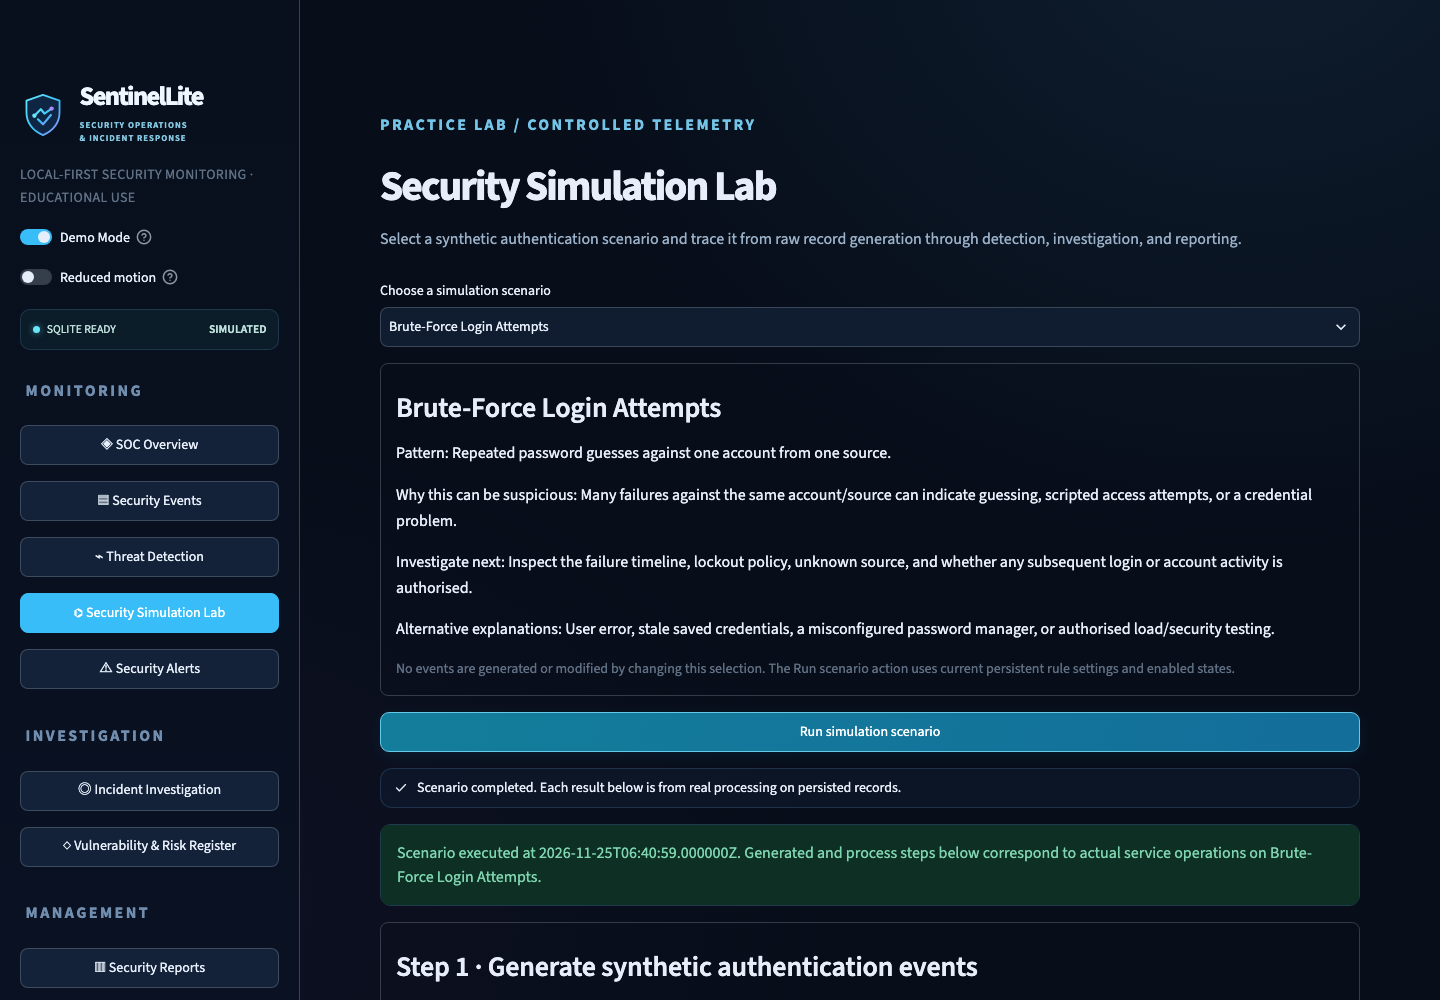 SentinelLite
SECURITY OPERATIONS
& INCIDENT RESPONSE
LOCAL-FIRST SECURITY MONITORING ·
EDUCATIONAL USE
Demo Mode
Reduced motion
SQLITE READY
SIMULATED
MONITORING
SOC Overview
Security Events
Threat Detection
Security Simulation Lab
Security Alerts
INVESTIGATION
Incident Investigation
Vulnerability & Risk Register
MANAGEMENT
Security Reports
PRACTICE LAB / CONTROLLED TELEMETRY
Security Simulation Lab
Select a synthetic authentication scenario and trace it from raw record generation through detection, investigation, and reporting.
Choose a simulation scenario
Brute-Force Login Attempts
Brute-Force Login Attempts
Pattern: Repeated password guesses against one account from one source.
Why this can be suspicious: Many failures against the same account/source can indicate guessing, scripted access attempts, or a credential
problem.
Investigate next: Inspect the failure timeline, lockout policy, unknown source, and whether any subsequent login or account activity is
authorised.
Alternative explanations: User error, stale saved credentials, a misconfigured password manager, or authorised load/security testing.
No events are generated or modified by changing this selection. The Run scenario action uses current persistent rule settings and enabled states.
Run simulation scenario
Scenario completed. Each result below is from real processing on persisted records.
Scenario executed at 2026-11-25T06:40:59.000000Z. Generated and process steps below correspond to actual service operations on Brute-
Force Login Attempts.
Step 1 · Generate synthetic authentication events